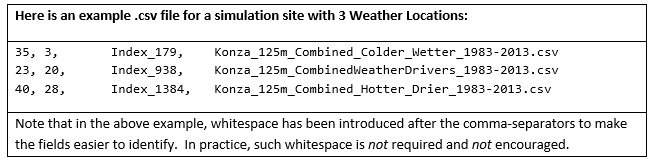 Here is an example .csv file for a simulation site with 3 Weather Locations:
35, 3, Index_179, Konza_125m_Combined_Colder_Wetter_1983-2013.csv
23, 20, Index_938, Konza_125m_CombinedWeatherDrivers_1983-2013.csv
40, 28, Index_1384, Konza_125m_Combined_Hotter_Drier_1983-2013.csv
Note that in the above example, whitespace has been introduced after the comma-separators to make
the fields easier to identify. In practice, such whitespace is not required and not encouraged.